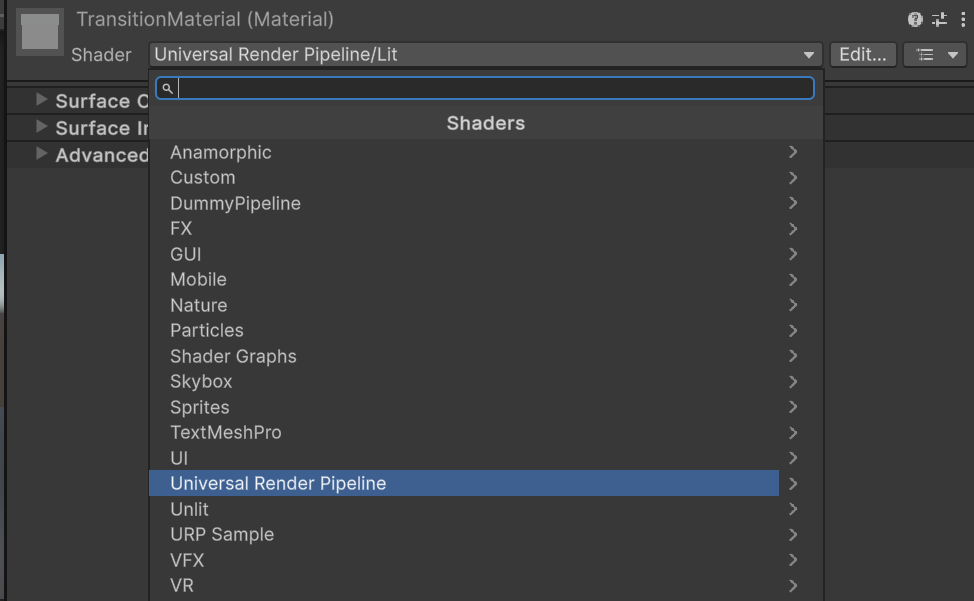 TransitionMaterial (Material)
Shader Universal Render Pipeline/Lit Edit...
Shaders
Surface
Surface
Advanced
Anamorphic
Custom
DummyPipeline
FX
GUI
Mobile
Nature
Particles
Shader Graphs
Skybox
Sprites
TextMeshPro
UI
Universal Render Pipeline
Unlit
URP Sample
VFX
VR